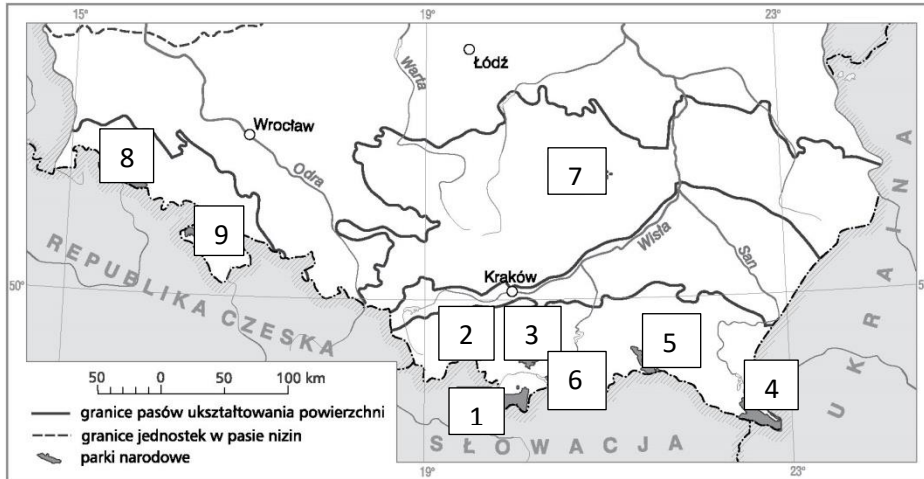 15°
19°
23°
Łódź
Warta
Wrocław
Odra
8
7
9
REPUBLIKA CZESKA
50°
Kraków
Wisła
San
UKRAINA
2
3
5
6
4
1
SŁOWACJA
19°
23°
50 0 50 100 km
granice pasów ukształtowania powierzchni
granice jednostek w pasie nizin
parki narodowe